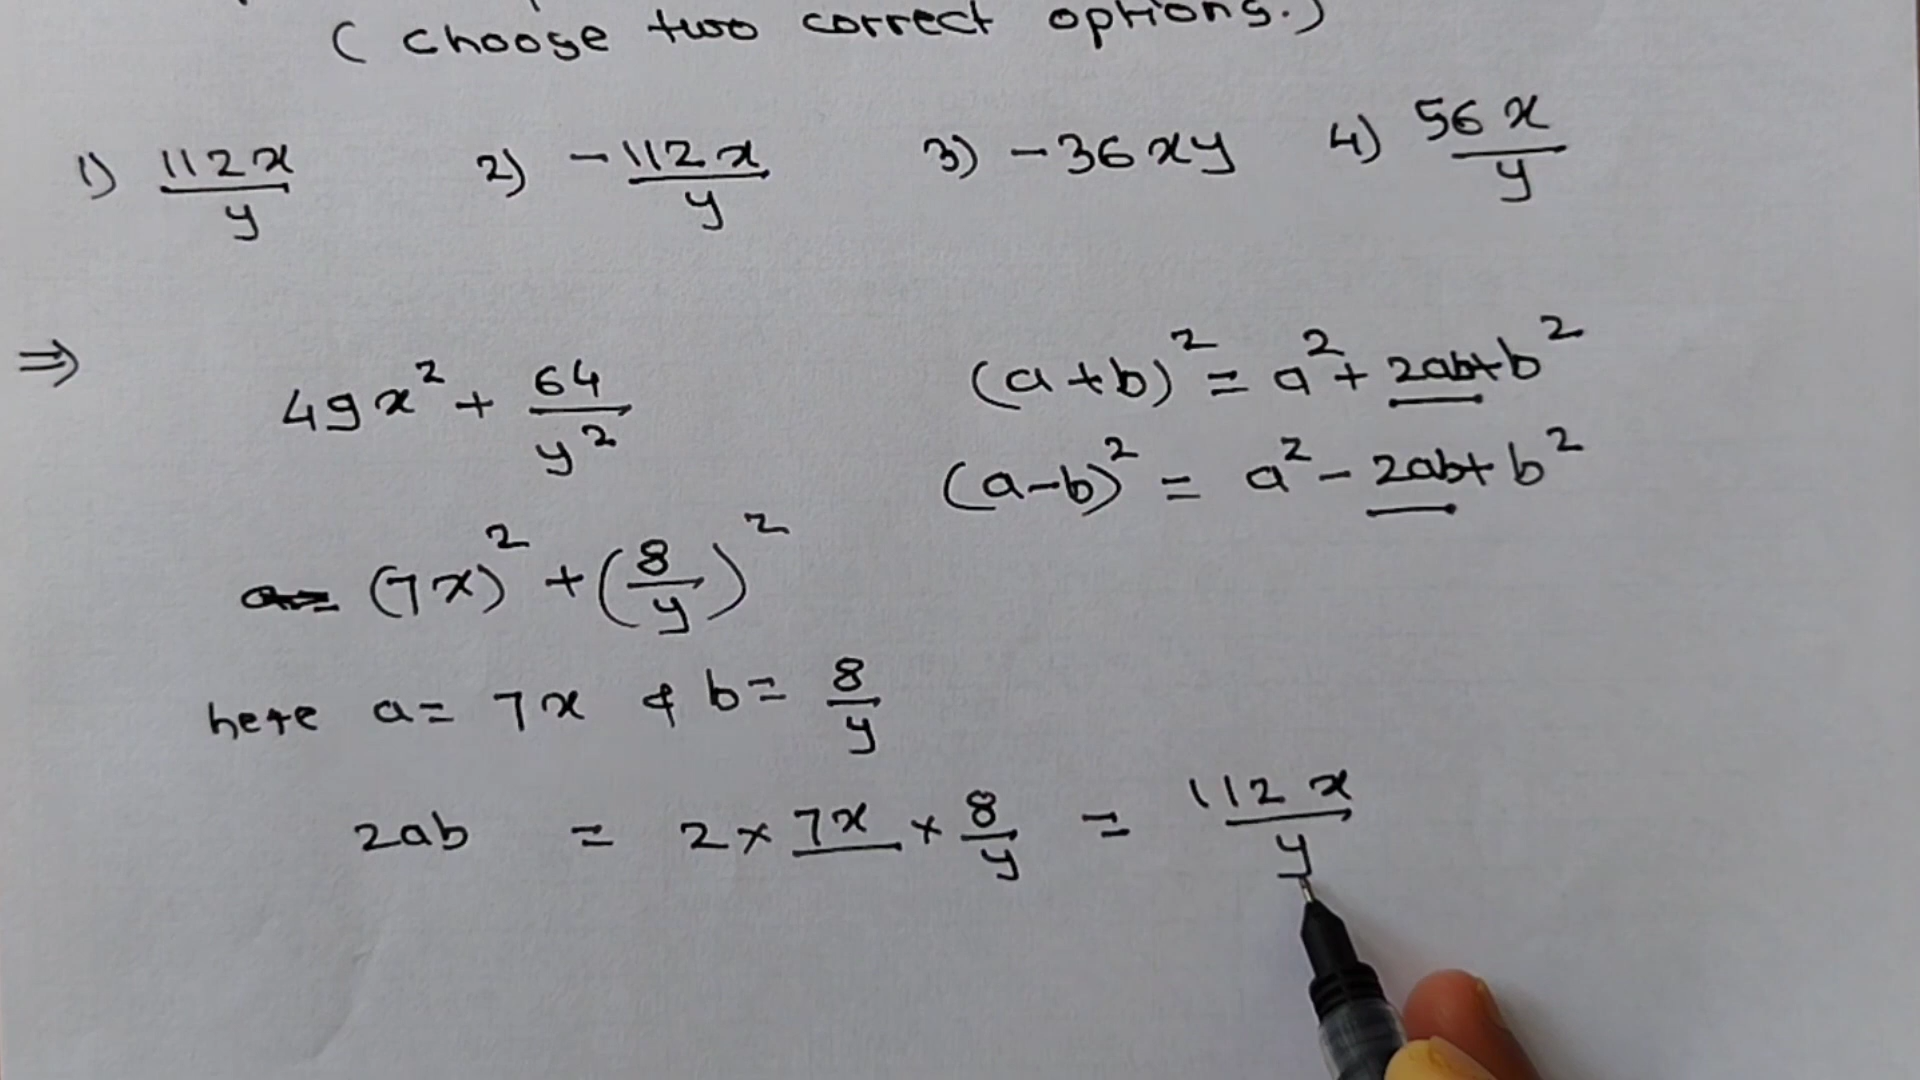 ( choose two correct options.)
1) 112x/y 2) -112x/y 3) -36xy 4) 56x/y
⇒ 49x² + 64/y² (a+b)² = a² + 2ab + b²
(a-b)² = a² - 2ab + b²
(7x)² + (8/y)²
here a = 7x & b = 8/y
2ab = 2 × 7x × 8/y = 112x/y